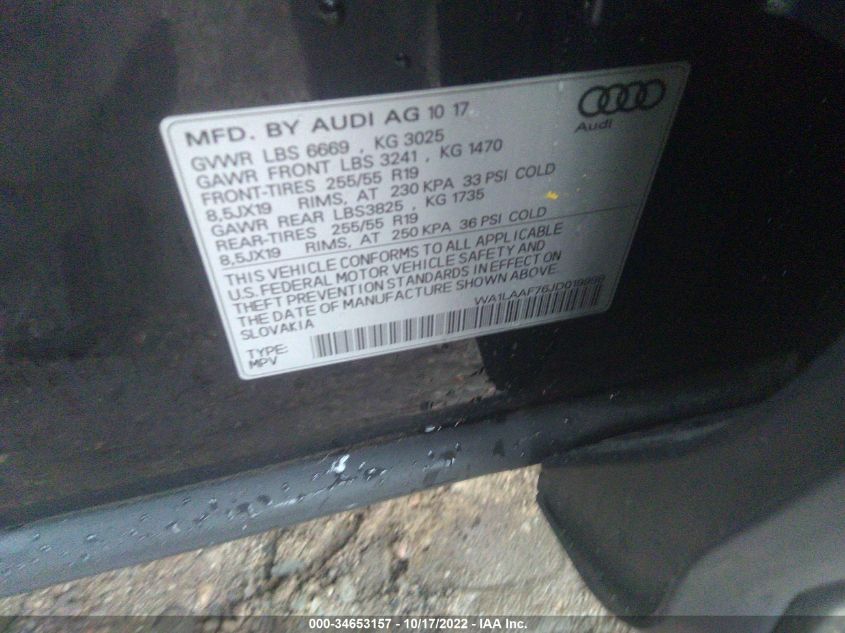 MFD. BY AUDI AG 10 17
Audi
GVWR LBS 6669 , KG 3025
GAWR FRONT LBS 3241 , KG 1470
FRONT-TIRES 255/55 R19
8,5JX19 RIMS, AT 230 KPA 33 PSI COLD
GAWR REAR LBS3825 , KG 1735
REAR-TIRES 255/55 R19
8,5JX19 RIMS, AT 250 KPA 36 PSI COLD
THIS VEHICLE CONFORMS TO ALL APPLICABLE
U.S. FEDERAL MOTOR VEHICLE SAFETY AND
THEFT PREVENTION STANDARDS IN EFFECT ON
THE DATE OF MANUFACTURE SHOWN ABOVE.
SLOVAKIA
TYPE:
MPV
000-34653157 - 10/17/2022 - IAA Inc.